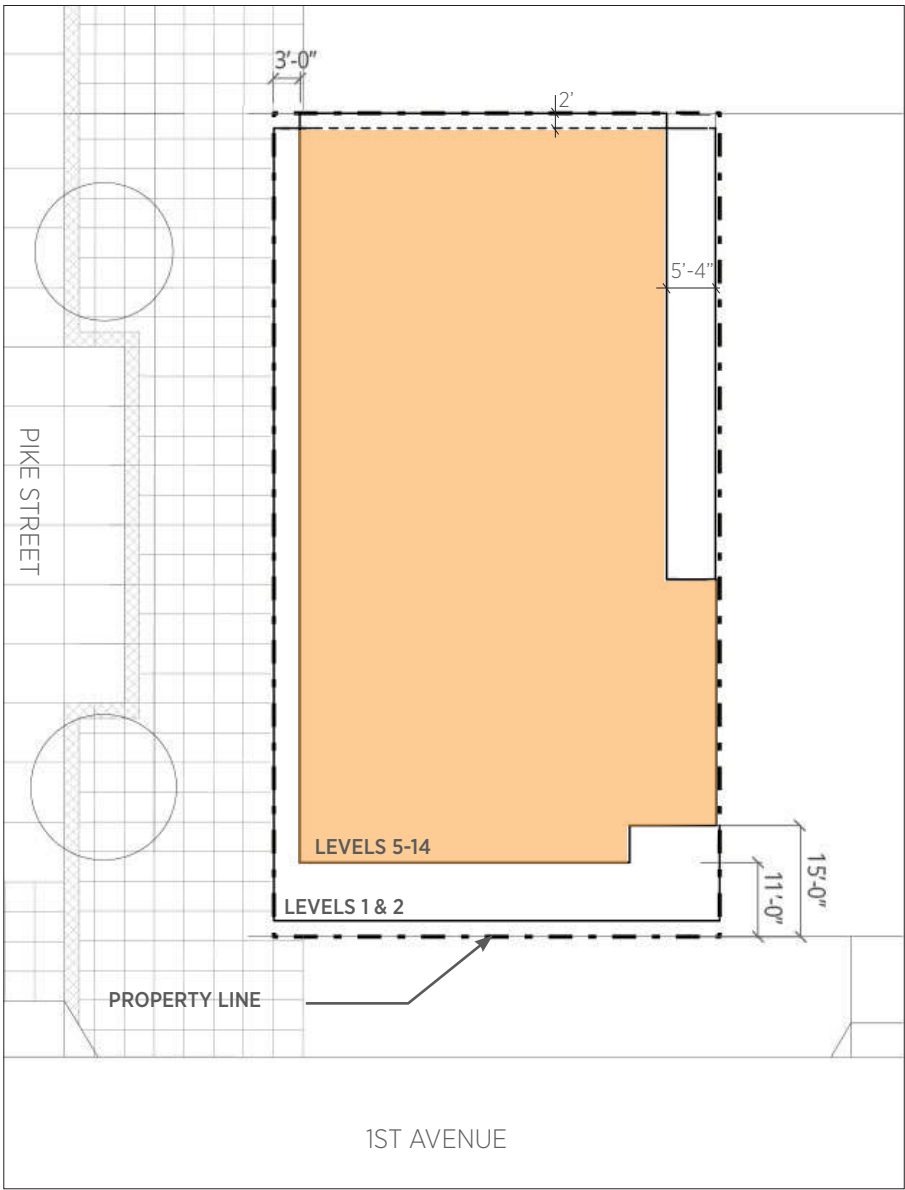 3'-0"
2'
5'-4"
PIKE STREET
LEVELS 5-14
LEVELS 1 & 2
11'-0"
15'-0"
PROPERTY LINE
1ST AVENUE